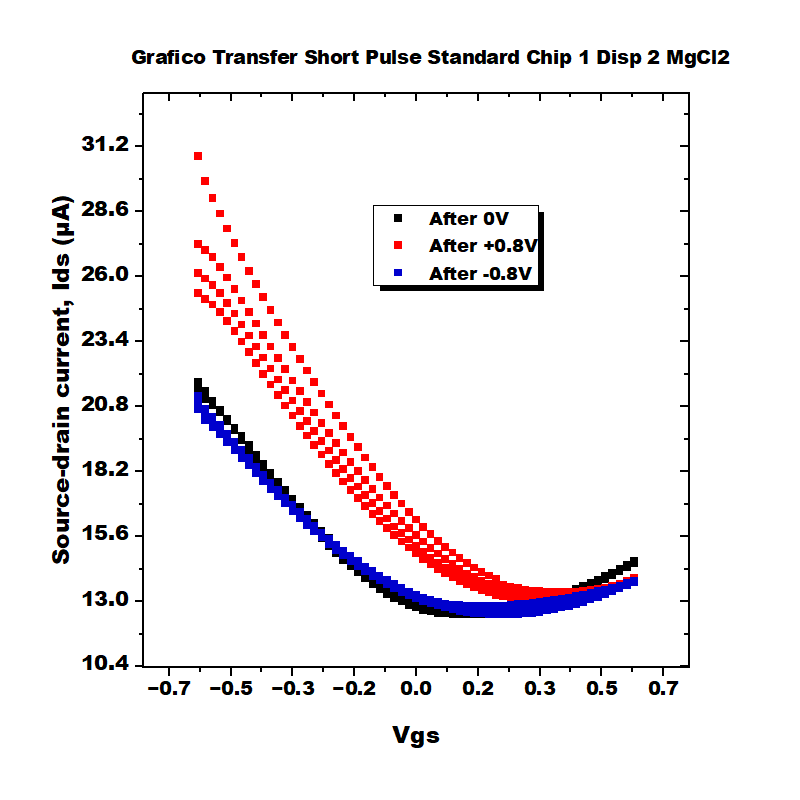 Grafico Transfer Short Pulse Standard Chip 1 Disp 2 MgCl2
31.2
28.6
26.0
23.4
20.8
18.2
15.6
13.0
10.4
Source-drain current, Ids (µA)
After 0V
After +0.8V
After -0.8V
−0.7 −0.5 −0.3 −0.2 0.0 0.2 0.3 0.5 0.7
Vgs